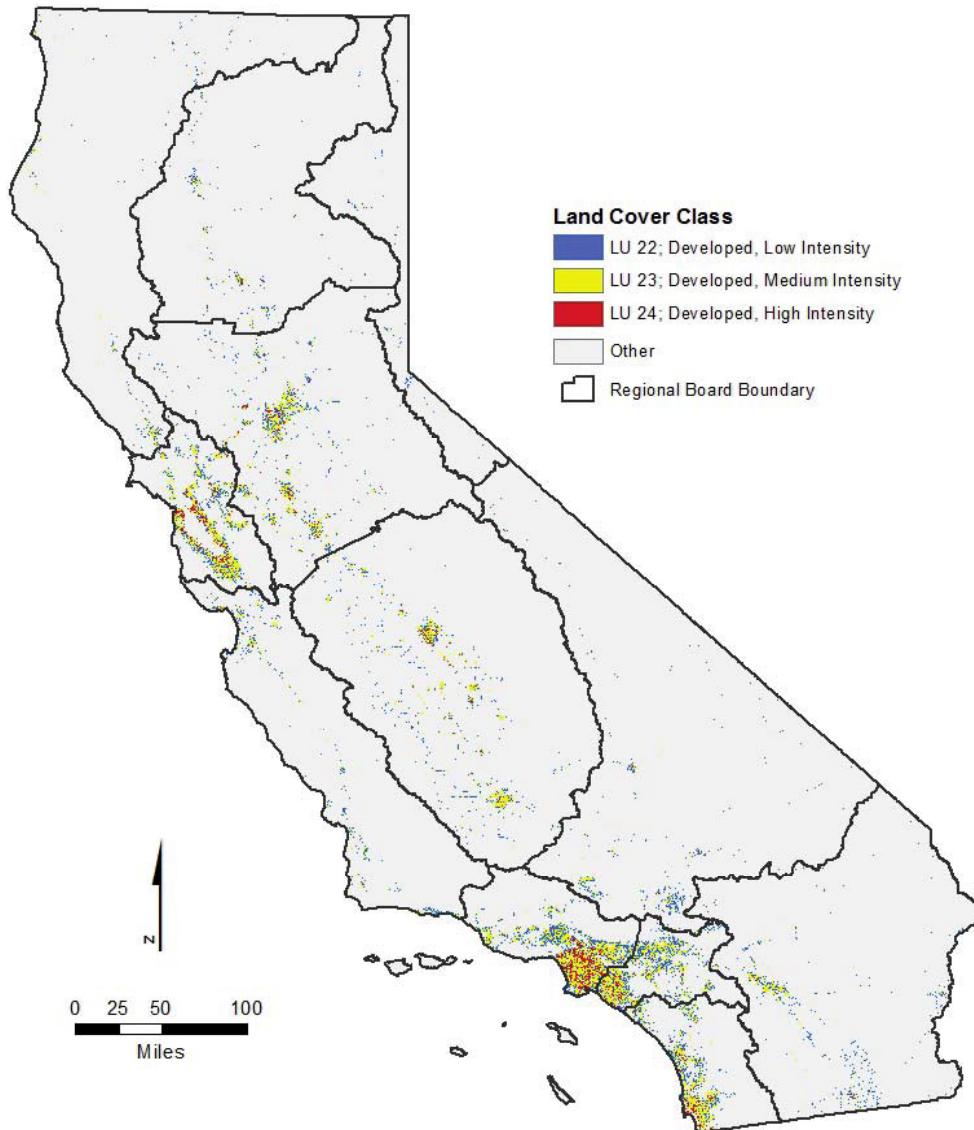 Land Cover Class
LU 22; Developed, Low Intensity
LU 23; Developed, Medium Intensity
LU 24; Developed, High Intensity
Other
Regional Board Boundary
N
0 25 50 100
Miles